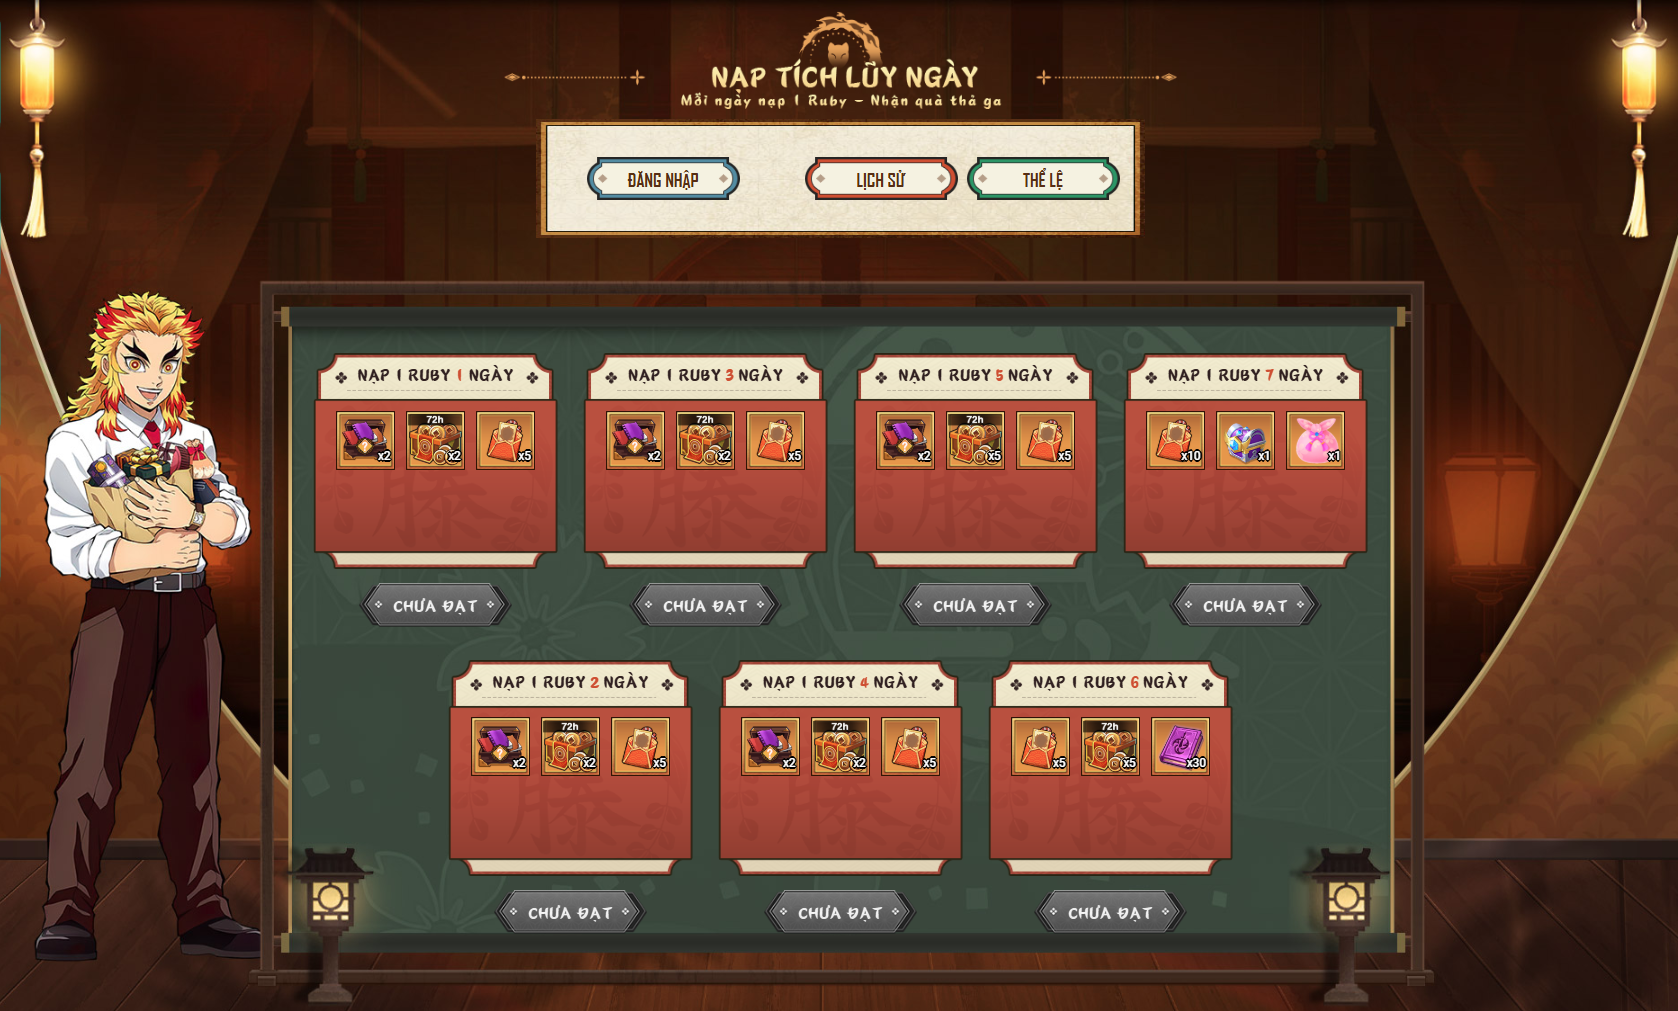 NẠP TÍCH LŨY NGÀY
Mỗi ngày nạp 1 Ruby - Nhận quà thả ga
ĐĂNG NHẬP
LỊCH SỬ
THỂ LỆ
NẠP 1 RUBY 1 NGÀY
72h
x2
x2
x5
CHƯA ĐẠT
NẠP 1 RUBY 3 NGÀY
72h
x2
x2
x5
CHƯA ĐẠT
NẠP 1 RUBY 5 NGÀY
72h
x2
x5
x5
CHƯA ĐẠT
NẠP 1 RUBY 7 NGÀY
x10
x1
x1
CHƯA ĐẠT
NẠP 1 RUBY 2 NGÀY
72h
x2
x2
x5
CHƯA ĐẠT
NẠP 1 RUBY 4 NGÀY
72h
x2
x2
x5
CHƯA ĐẠT
NẠP 1 RUBY 6 NGÀY
72h
x5
x5
x30
CHƯA ĐẠT